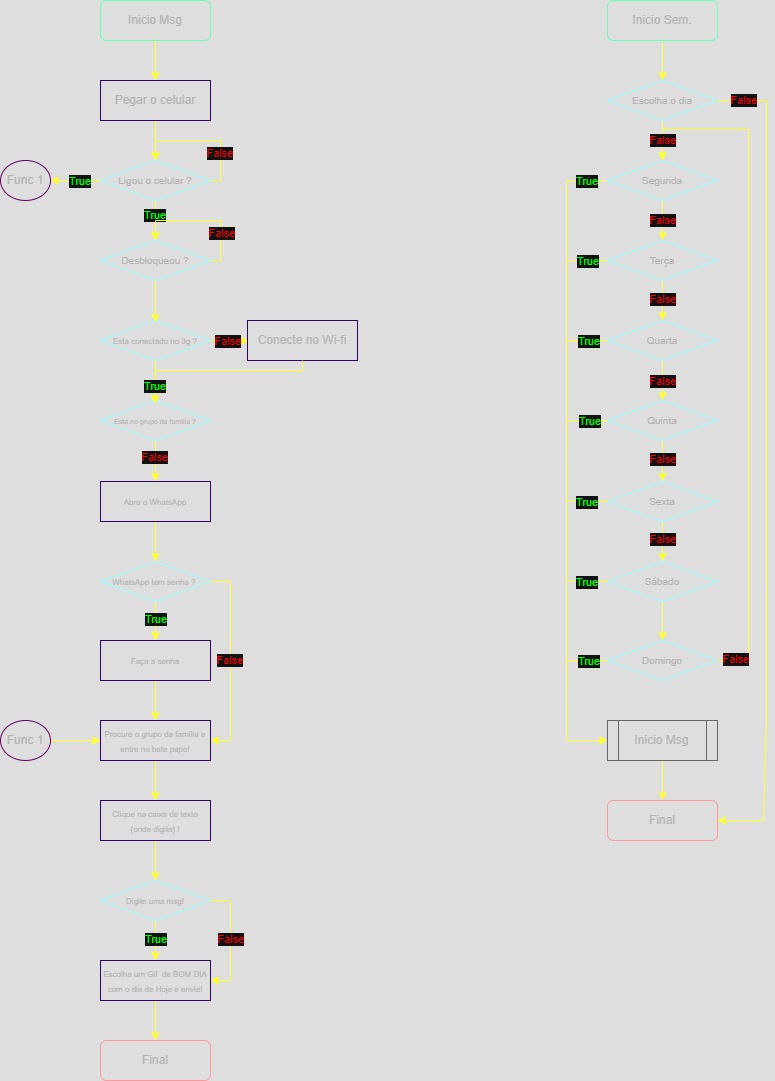 Inicio Msg
Pegar o celular
False
Ligou o celular ?
True
Func 1
True
False
Desbloqueou ?
Esta conectado no 3g ?
False
Conecte no Wi-fi
True
Esta no grupo da família ?
False
Abra o WhatsApp
WhatsApp tem senha ?
True
False
Faça a senha
Func 1
Procure o grupo da família e
entre no bate papo!
Clique na caixa de texto
(onde digita) !
Digite uma msg!
True
False
Escolha um Gif de BOM DIA
com o dia de Hoje e envie!
Final
Inicio Sem.
Escolha o dia
False
False
True
Segunda
False
True
Terça
False
True
Quarta
False
True
Quinta
False
True
Sexta
False
True
Sábado
True
Domingo
False
Inicio Msg
Final